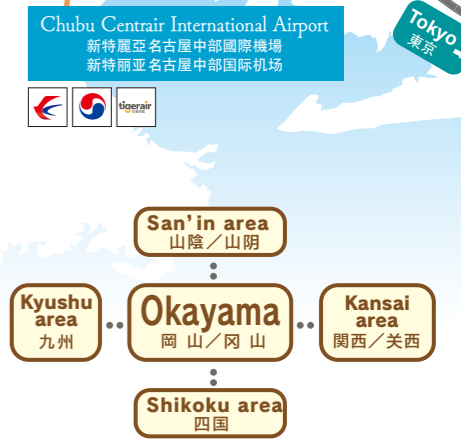 Chubu Centrair International Airport
新特麗亞名古屋中部國際機場
新特丽亚名古屋中部国际机场
Tokyo
東京
tigerair
San'in area
山陰／山阴
Kyushu
area
九州
Okayama
岡 山／冈 山
Kansai
area
関西／关西
Shikoku area
四国